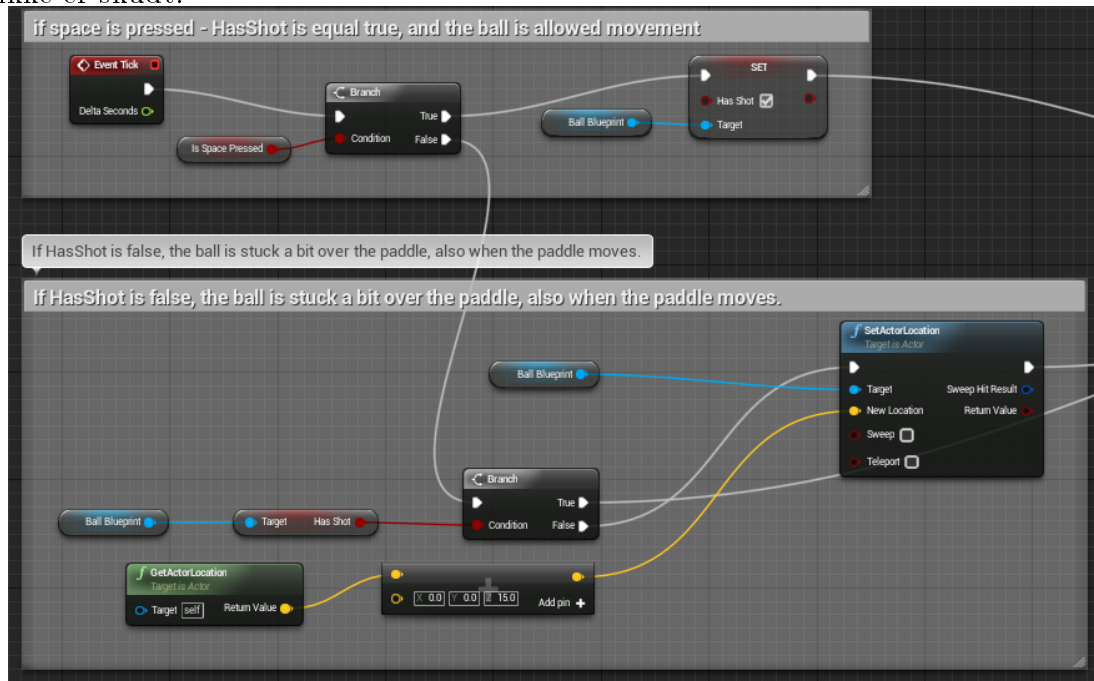 ikke er skudt.
if space is pressed - HasShot is equal true, and the ball is allowed movement
Event Tick
Delta Seconds
Branch
True
Condition
False
Is Space Pressed
Ball Blueprint
SET
Has Shot
Target
If HasShot is false, the ball is stuck a bit over the paddle, also when the paddle moves.
If HasShot is false, the ball is stuck a bit over the paddle, also when the paddle moves.
SetActorLocation
Target is Actor
Target
Sweep Hit Result
New Location
Return Value
Sweep
Teleport
Ball Blueprint
Branch
True
Condition
False
Ball Blueprint
Target
Has Shot
GetActorLocation
Target is Actor
Target self
Return Value
X 0.0 Y 0.0 Z 15.0
Add pin +